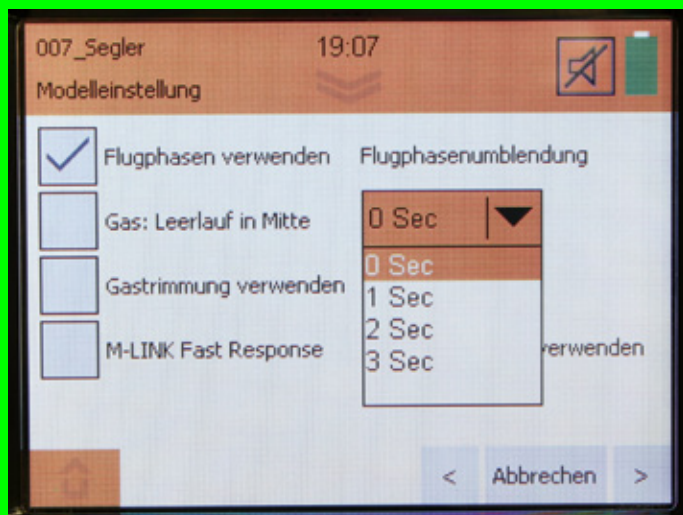 007_Segler
19:07
Modelleinstellung
Flugphasen verwenden
Flugphasenumblendung
Gas: Leerlauf in Mitte
0 Sec
0 Sec
Gastrimmung verwenden
1 Sec
2 Sec
M-LINK Fast Response
verwenden
3 Sec
<
Abbrechen
>